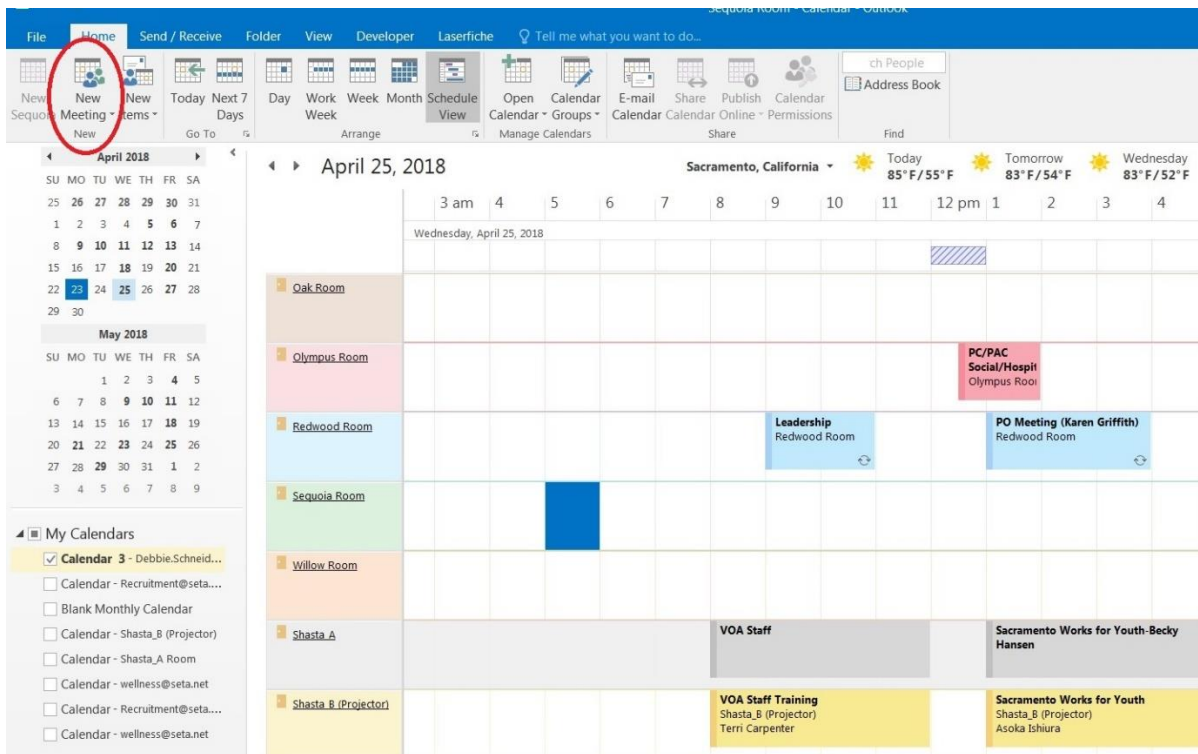 Sequoia Room - Calendar - Outlook
File Home Send / Receive Folder View Developer Laserfiche Tell me what you want to do...
New Meeting
New Items
Today
Next 7 Days
Day
Work Week
Week
Month
Schedule View
Open Calendar
Calendar Groups
E-mail Calendar
Share Calendar
Publish Online
Calendar Permissions
ch People
Address Book
New Go To Arrange Manage Calendars Share Find
April 2018
SU MO TU WE TH FR SA
25 26 27 28 29 30 31
1 2 3 4 5 6 7
8 9 10 11 12 13 14
15 16 17 18 19 20 21
22 23 24 25 26 27 28
29 30
May 2018
SU MO TU WE TH FR SA
1 2 3 4 5
6 7 8 9 10 11 12
13 14 15 16 17 18 19
20 21 22 23 24 25 26
27 28 29 30 31 1 2
3 4 5 6 7 8 9
My Calendars
Calendar 3 - Debbie.Schneid...
Calendar - Recruitment@seta....
Blank Monthly Calendar
Calendar - Shasta_B (Projector)
Calendar - Shasta_A Room
Calendar - wellness@seta.net
Calendar - Recruitment@seta....
Calendar - wellness@seta.net
April 25, 2018
Sacramento, California
Today 85°F/55°F
Tomorrow 83°F/54°F
Wednesday 83°F/52°F
3 am 4 5 6 7 8 9 10 11 12 pm 1 2 3 4
Wednesday, April 25, 2018
Oak Room
Olympus Room
PC/PAC
Social/Hospit
Olympus Roo
Redwood Room
Leadership
Redwood Room
PO Meeting (Karen Griffith)
Redwood Room
Sequoia Room
Willow Room
Shasta A
VOA Staff
Sacramento Works for Youth-Becky
Hansen
Shasta B (Projector)
VOA Staff Training
Shasta_B (Projector)
Terri Carpenter
Sacramento Works for Youth
Shasta_B (Projector)
Asoka Ishiura